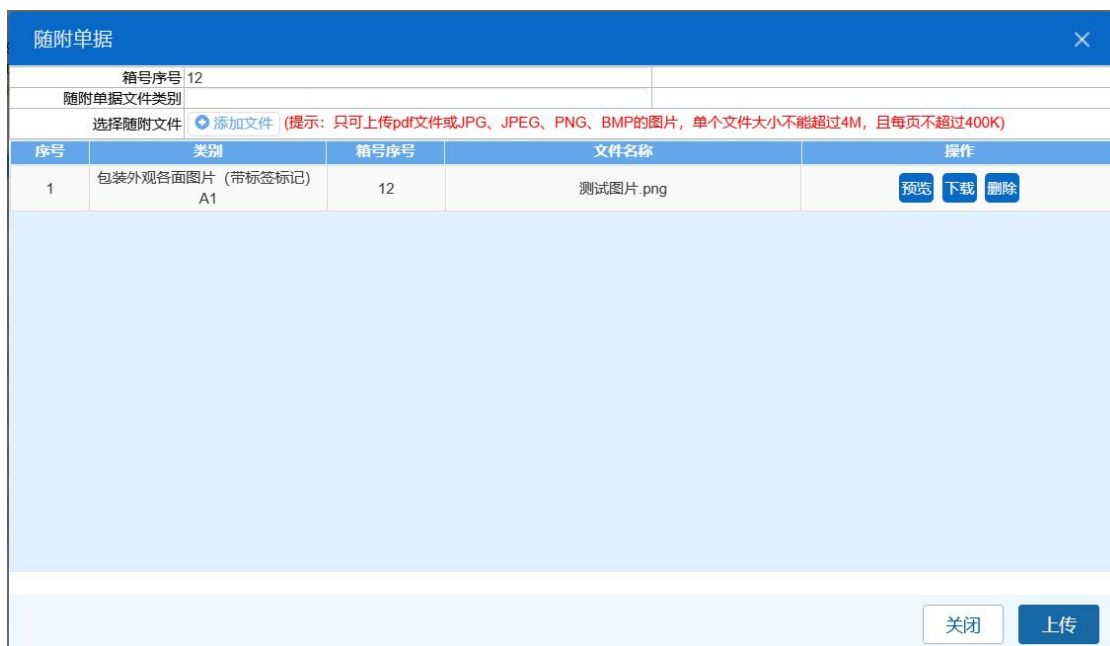 随附单据
箱号序号 12
随附单据文件类别
选择随附文件 添加文件 (提示：只可上传pdf文件或JPG、JPEG、PNG、BMP的图片，单个文件大小不能超过4M，且每页不超过400K)
序号 类别 箱号序号 文件名称 操作
1 包装外观各面图片（带标签标记） 12 测试图片.png 预览 下载 删除
A1
关闭 上传